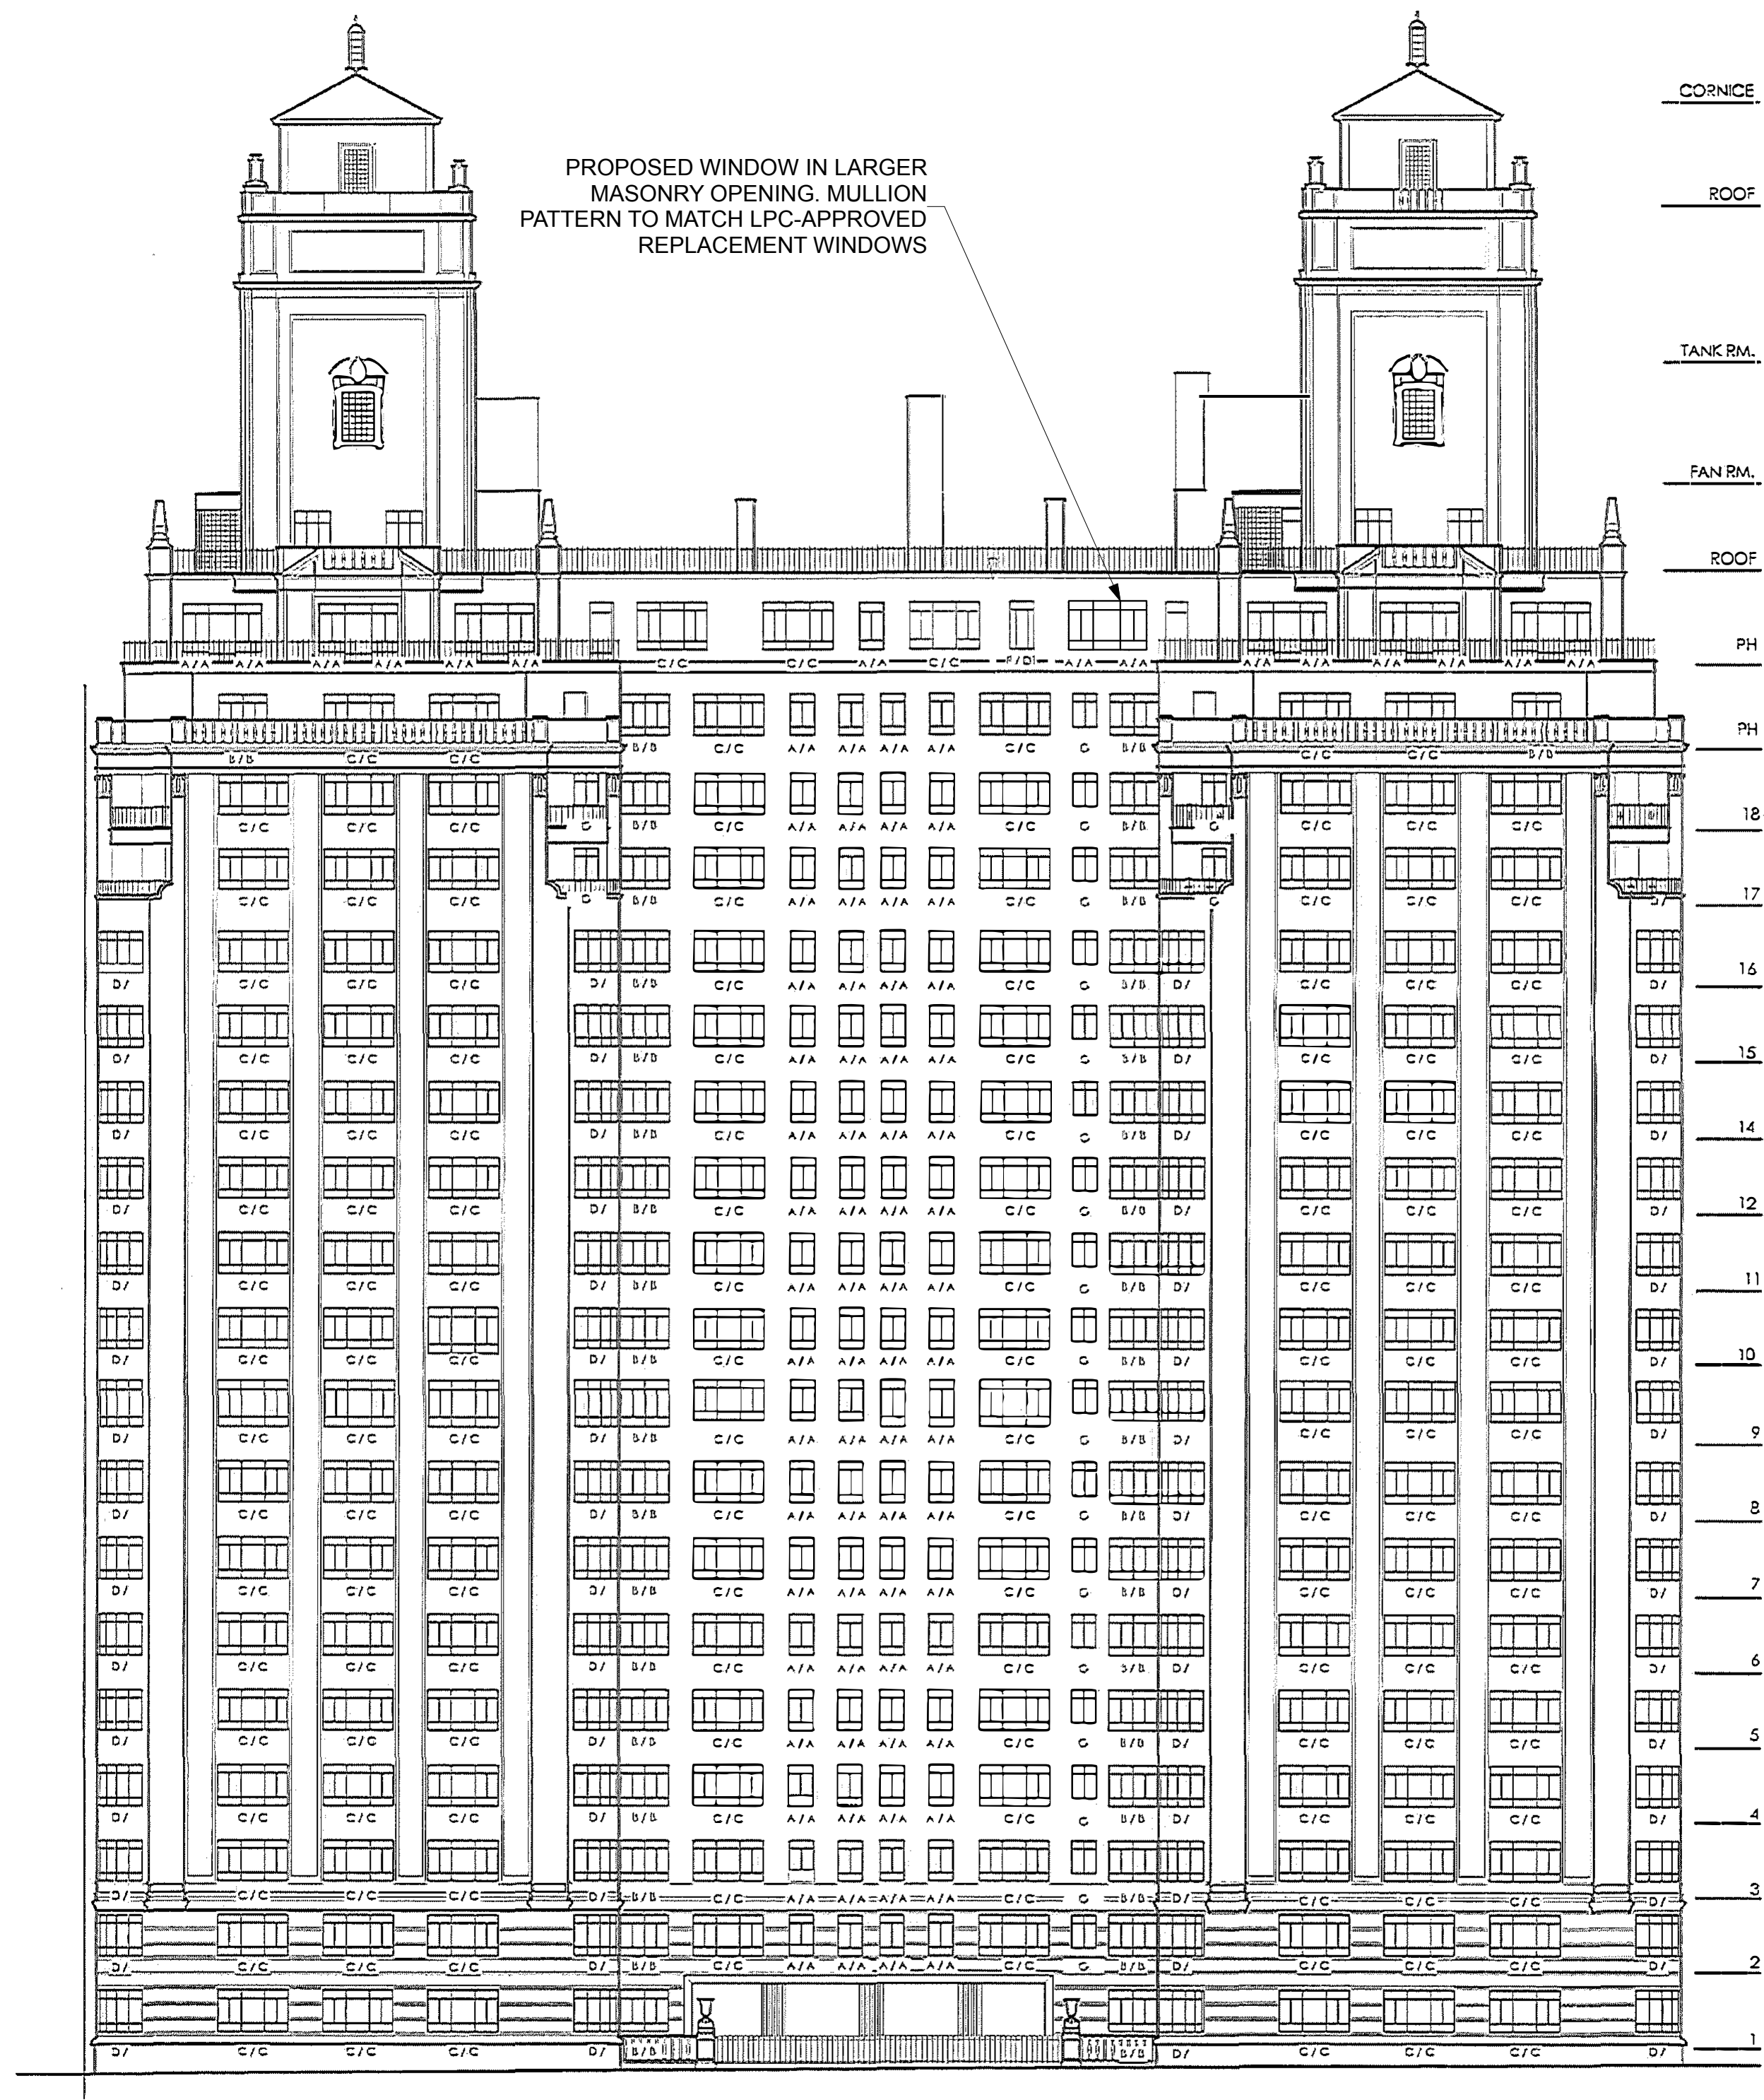 CORNICE
PROPOSED WINDOW IN LARGER
MASONRY OPENING. MULLION
PATTERN TO MATCH LPC-APPROVED
REPLACEMENT WINDOWS
ROOF
TANK RM.
FAN RM.
ROOF
PH
A/A A/A A/A A/A A/A A/A C/C C/C A/A C/C A/A A/A A/A A/A A/A A/A A/A A/A
PH
B/B C/C C/C B/B C/C A/A A/A A/A A/A C/C G B/B C/C C/C B/B
C/C C/C C/C G B/B C/C A/A A/A A/A A/A C/C G B/B G C/C C/C C/C 18
C/C C/C C/C G B/B C/C A/A A/A A/A A/A C/C G B/B G C/C C/C C/C D/ 17
D/ C/C C/C C/C D/ B/B C/C A/A A/A A/A A/A C/C G B/B D/ C/C C/C C/C D/ 16
D/ C/C C/C C/C D/ B/B C/C A/A A/A A/A A/A C/C G B/B D/ C/C C/C C/C D/ 15
D/ C/C C/C C/C D/ B/B C/C A/A A/A A/A A/A C/C G B/B D/ C/C C/C C/C D/ 14
D/ C/C C/C C/C D/ B/B C/C A/A A/A A/A A/A C/C G B/B D/ C/C C/C C/C D/ 12
D/ C/C C/C C/C D/ B/B C/C A/A A/A A/A A/A C/C G B/B D/ C/C C/C C/C D/ 11
D/ C/C C/C C/C D/ B/B C/C A/A A/A A/A A/A C/C G B/B D/ C/C C/C C/C D/ 10
D/ C/C C/C C/C D/ B/B C/C A/A A/A A/A A/A C/C G B/B D/ C/C C/C C/C D/ 9
D/ C/C C/C C/C D/ B/B C/C A/A A/A A/A A/A C/C G B/B D/ C/C C/C C/C D/ 8
D/ C/C C/C C/C D/ B/B C/C A/A A/A A/A A/A C/C G B/B D/ C/C C/C C/C D/ 7
D/ C/C C/C C/C D/ B/B C/C A/A A/A A/A A/A C/C G B/B D/ C/C C/C C/C D/ 6
D/ C/C C/C C/C D/ B/B C/C A/A A/A A/A A/A C/C G B/B D/ C/C C/C C/C D/ 5
D/ C/C C/C C/C D/ B/B C/C A/A A/A A/A A/A C/C G B/B D/ C/C C/C C/C D/ 4
D/ C/C C/C C/C D/ B/B C/C A/A A/A A/A A/A C/C G B/B D/ C/C C/C C/C D/ 3
D/ C/C C/C C/C D/ B/B C/C A/A A/A A/A A/A C/C G B/B D/ C/C C/C C/C D/ 2
D/ C/C C/C C/C D/ B/B B/B D/ C/C C/C C/C D/ 1